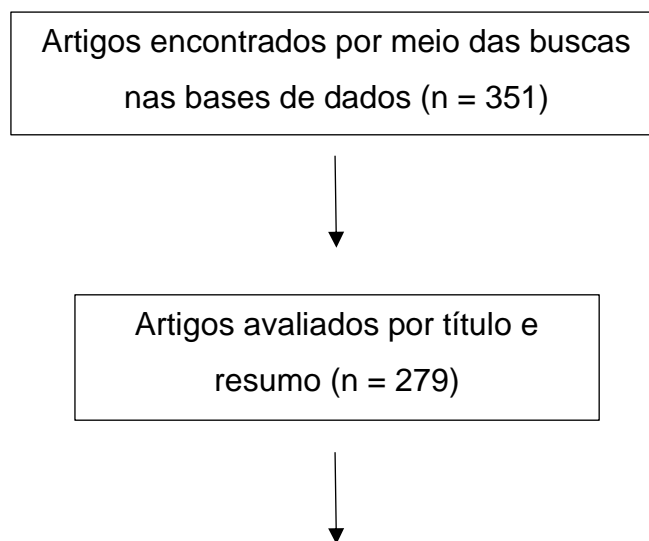 Artigos encontrados por meio das buscas
nas bases de dados (n = 351)
Artigos avaliados por título e
resumo (n = 279)